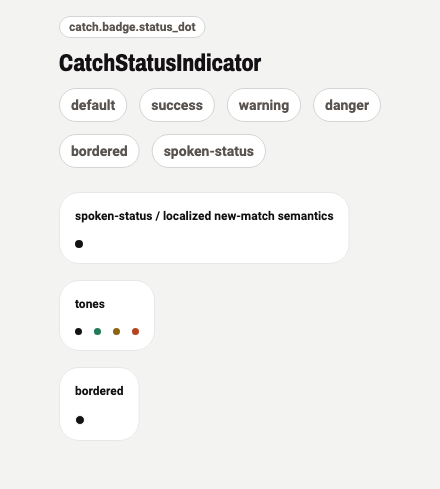 catch.badge.status_dot
CatchStatusIndicator
default success warning danger
bordered spoken-status
spoken-status / localized new-match semantics
tones
bordered